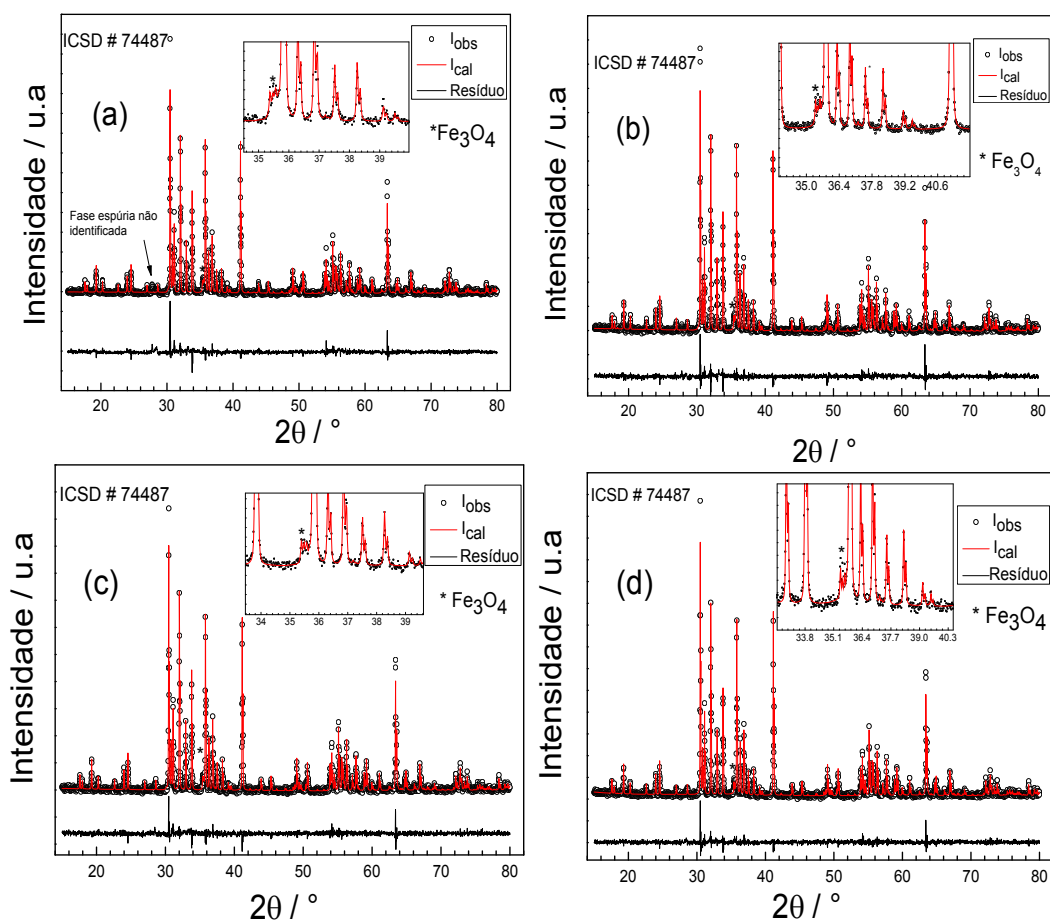 (a)
ICSD # 74487
I_obs
I_cal
Resíduo
*Fe₃O₄
*
35 36 37 38 39
Fase espúria não
identificada
Intensidade / u.a
20 30 40 50 60 70 80
2θ / °
(b)
ICSD # 74487
I_obs
I_cal
Resíduo
* Fe₃O₄
*
35.0 36.4 37.8 39.2 40.6
*
Intensidade / u.a
20 30 40 50 60 70 80
2θ / °
(c)
ICSD # 74487
I_obs
I_cal
Resíduo
* Fe₃O₄
*
34 35 36 37 38 39
*
Intensidade / u.a
20 30 40 50 60 70 80
2θ / °
(d)
ICSD # 74487
I_obs
I_cal
Resíduo
* Fe₃O₄
*
33.8 35.1 36.4 37.7 39.0 40.3
*
Intensidade / u.a
20 30 40 50 60 70 80
2θ / °